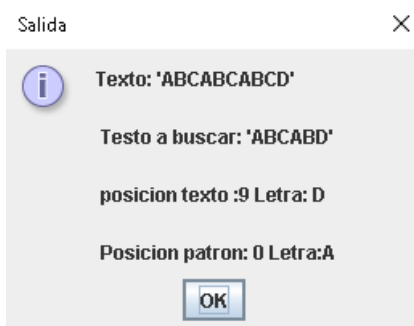 Salida
Texto: 'ABCABCABCD'
Testo a buscar: 'ABCABD'
posicion texto :9 Letra: D
Posicion patron: 0 Letra:A
OK